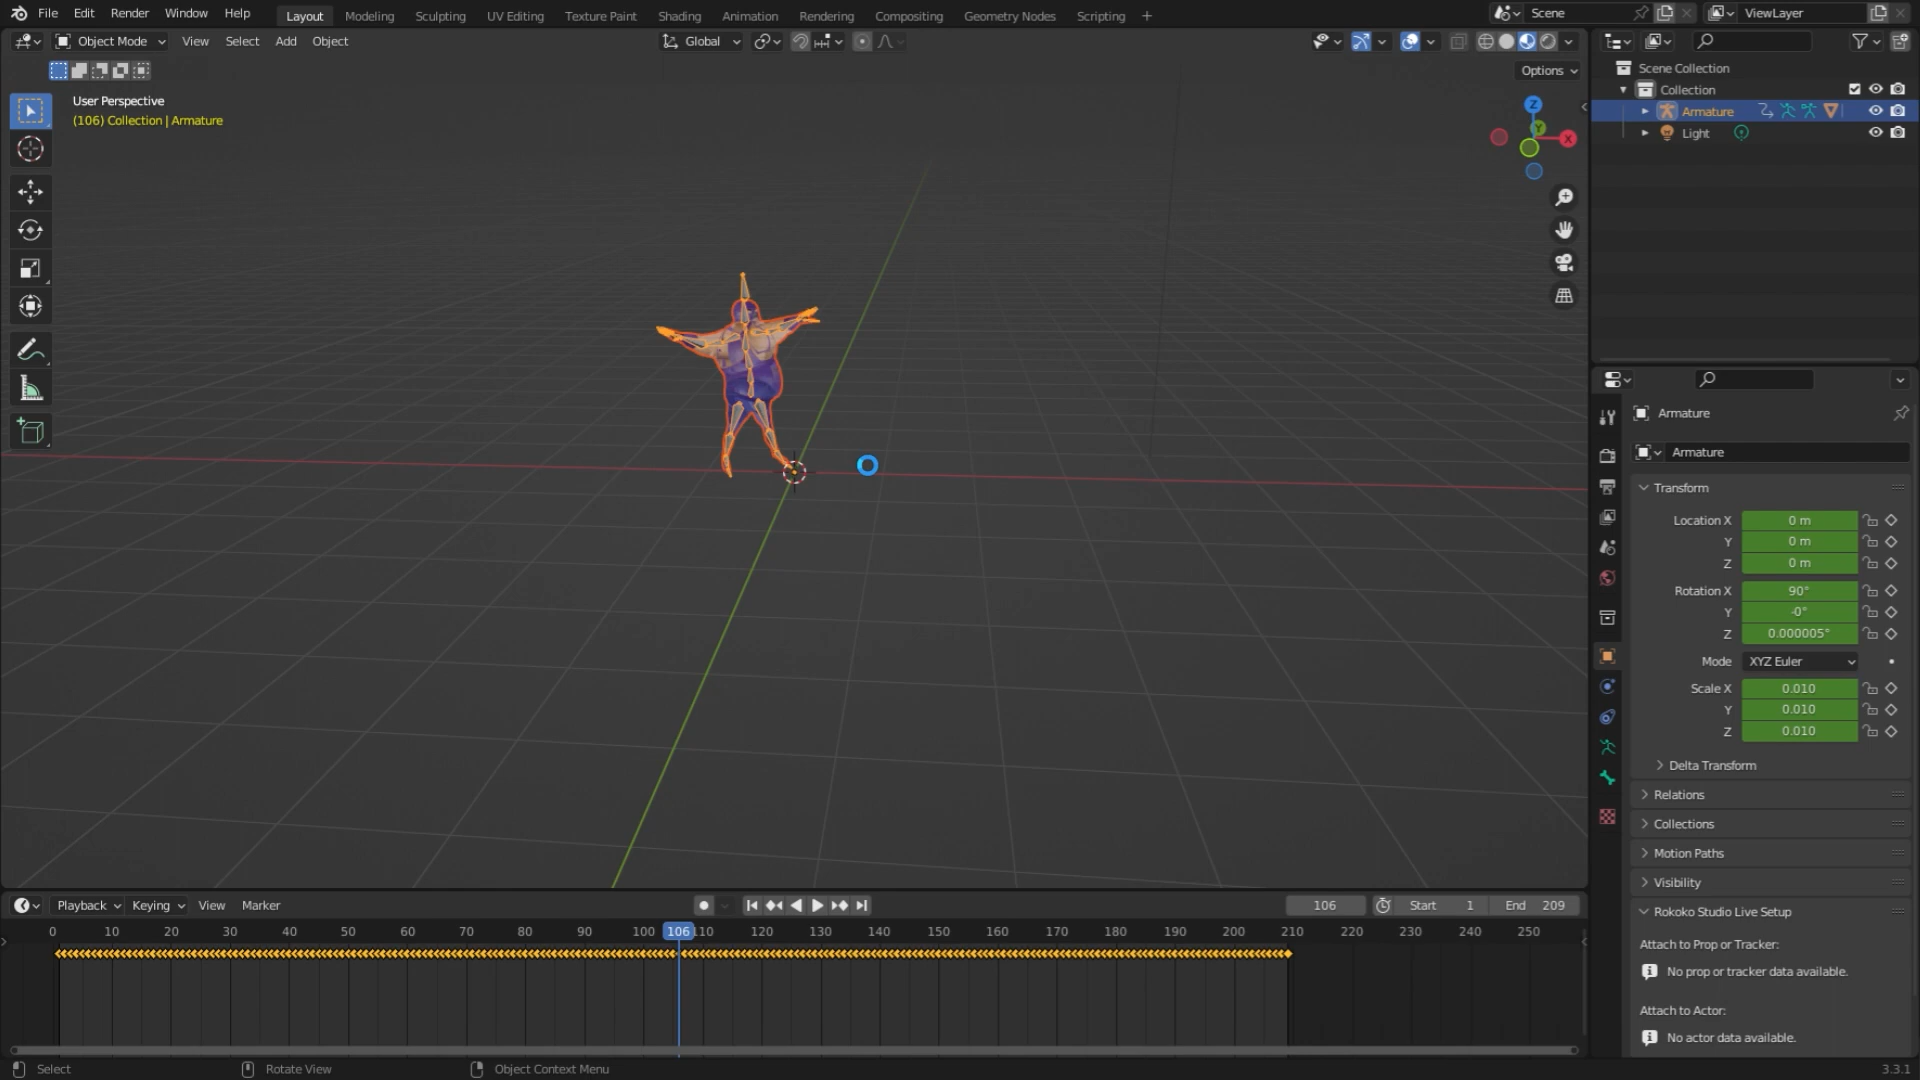 File Edit Render Window Help Layout Modeling Sculpting UV Editing Texture Paint Shading Animation Rendering Compositing Geometry Nodes Scripting + Scene ViewLayer
Object Mode View Select Add Object Global
Options
User Perspective
(106) Collection | Armature
Z
Y
X
Scene Collection
Collection
Armature
Light
Armature
Armature
Transform
Location X 0 m
Y 0 m
Z 0 m
Rotation X 90°
Y -0°
Z 0.000005°
Mode XYZ Euler
Scale X 0.010
Y 0.010
Z 0.010
Delta Transform
Relations
Collections
Motion Paths
Visibility
Rokoko Studio Live Setup
Attach to Prop or Tracker:
No prop or tracker data available.
Attach to Actor:
No actor data available.
Playback Keying View Marker 106 Start 1 End 209
0 10 20 30 40 50 60 70 80 90 100 106 110 120 130 140 150 160 170 180 190 200 210 220 230 240 250
Select Rotate View Object Context Menu 3.3.1